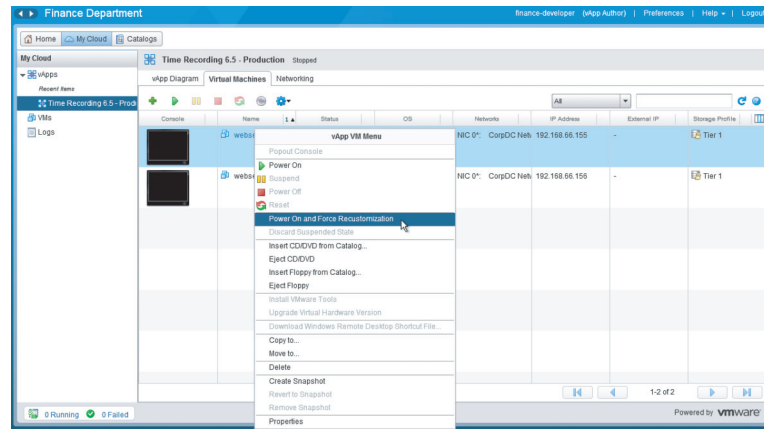 Finance Department
finance-developer (vApp Author) | Preferences | Help | Logout
Home My Cloud Catalogs
My Cloud
vApps
Recent Items
Time Recording 6.5 - Produ
VMs
Logs
Time Recording 6.5 - Production Stopped
vApp Diagram Virtual Machines Networking
All
Console Name 1 Status OS Networks IP Address External IP Storage Profile
webse NIC 0*: CorpDC Netw 192.168.66.155 - Tier 1
webse NIC 0*: CorpDC Netw 192.168.66.156 - Tier 1
vApp VM Menu
Popout Console
Power On
Suspend
Power Off
Reset
Power On and Force Recustomization
Discard Suspended State
Insert CD/DVD from Catalog...
Eject CD/DVD
Insert Floppy from Catalog...
Eject Floppy
Install VMware Tools
Upgrade Virtual Hardware Version
Download Windows Remote Desktop Shortcut File...
Copy to...
Move to...
Delete
Create Snapshot
Revert to Snapshot
Remove Snapshot
Properties
1-2 of 2
0 Running 0 Failed
Powered by vmware